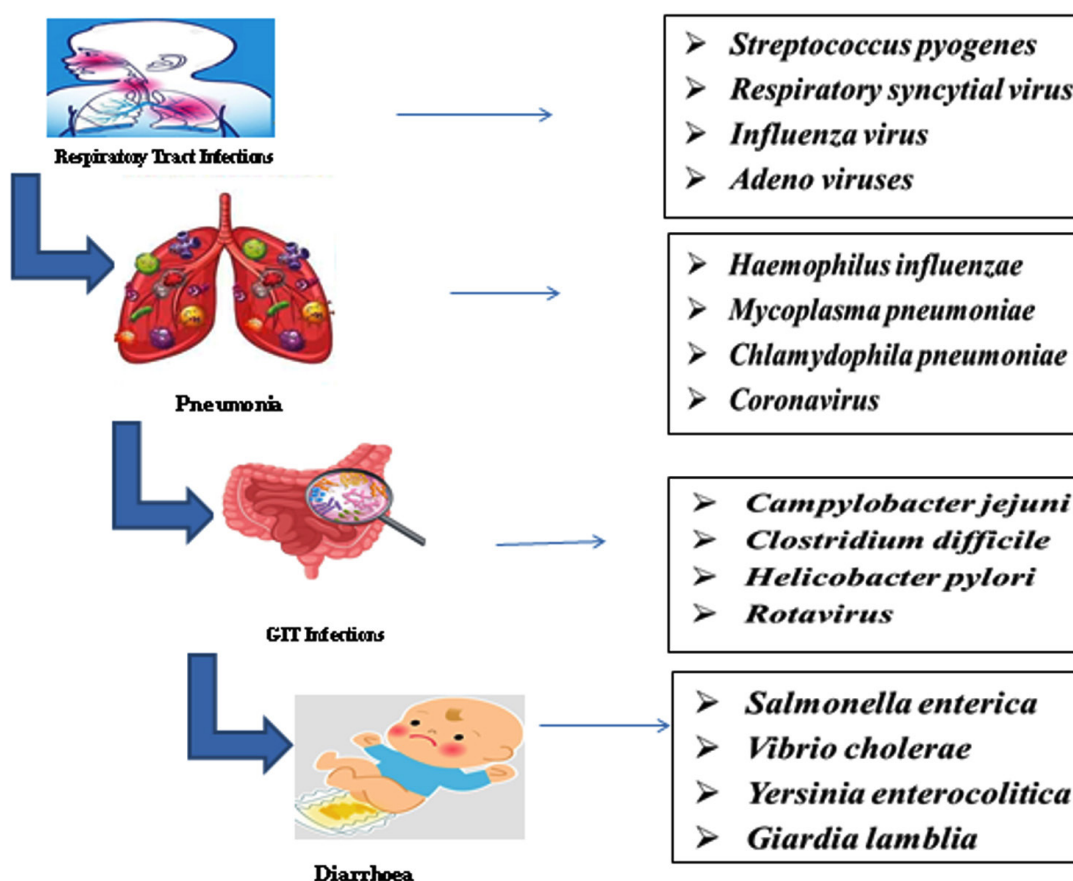 Respiratory Tract Infections
➢ Streptococcus pyogenes
➢ Respiratory syncytial virus
➢ Influenza virus
➢ Adeno viruses
Pneumonia
➢ Haemophilus influenzae
➢ Mycoplasma pneumoniae
➢ Chlamydophila pneumoniae
➢ Coronavirus
GIT Infections
➢ Campylobacter jejuni
➢ Clostridium difficile
➢ Helicobacter pylori
➢ Rotavirus
Diarrhoea
➢ Salmonella enterica
➢ Vibrio cholerae
➢ Yersinia enterocolitica
➢ Giardia lamblia